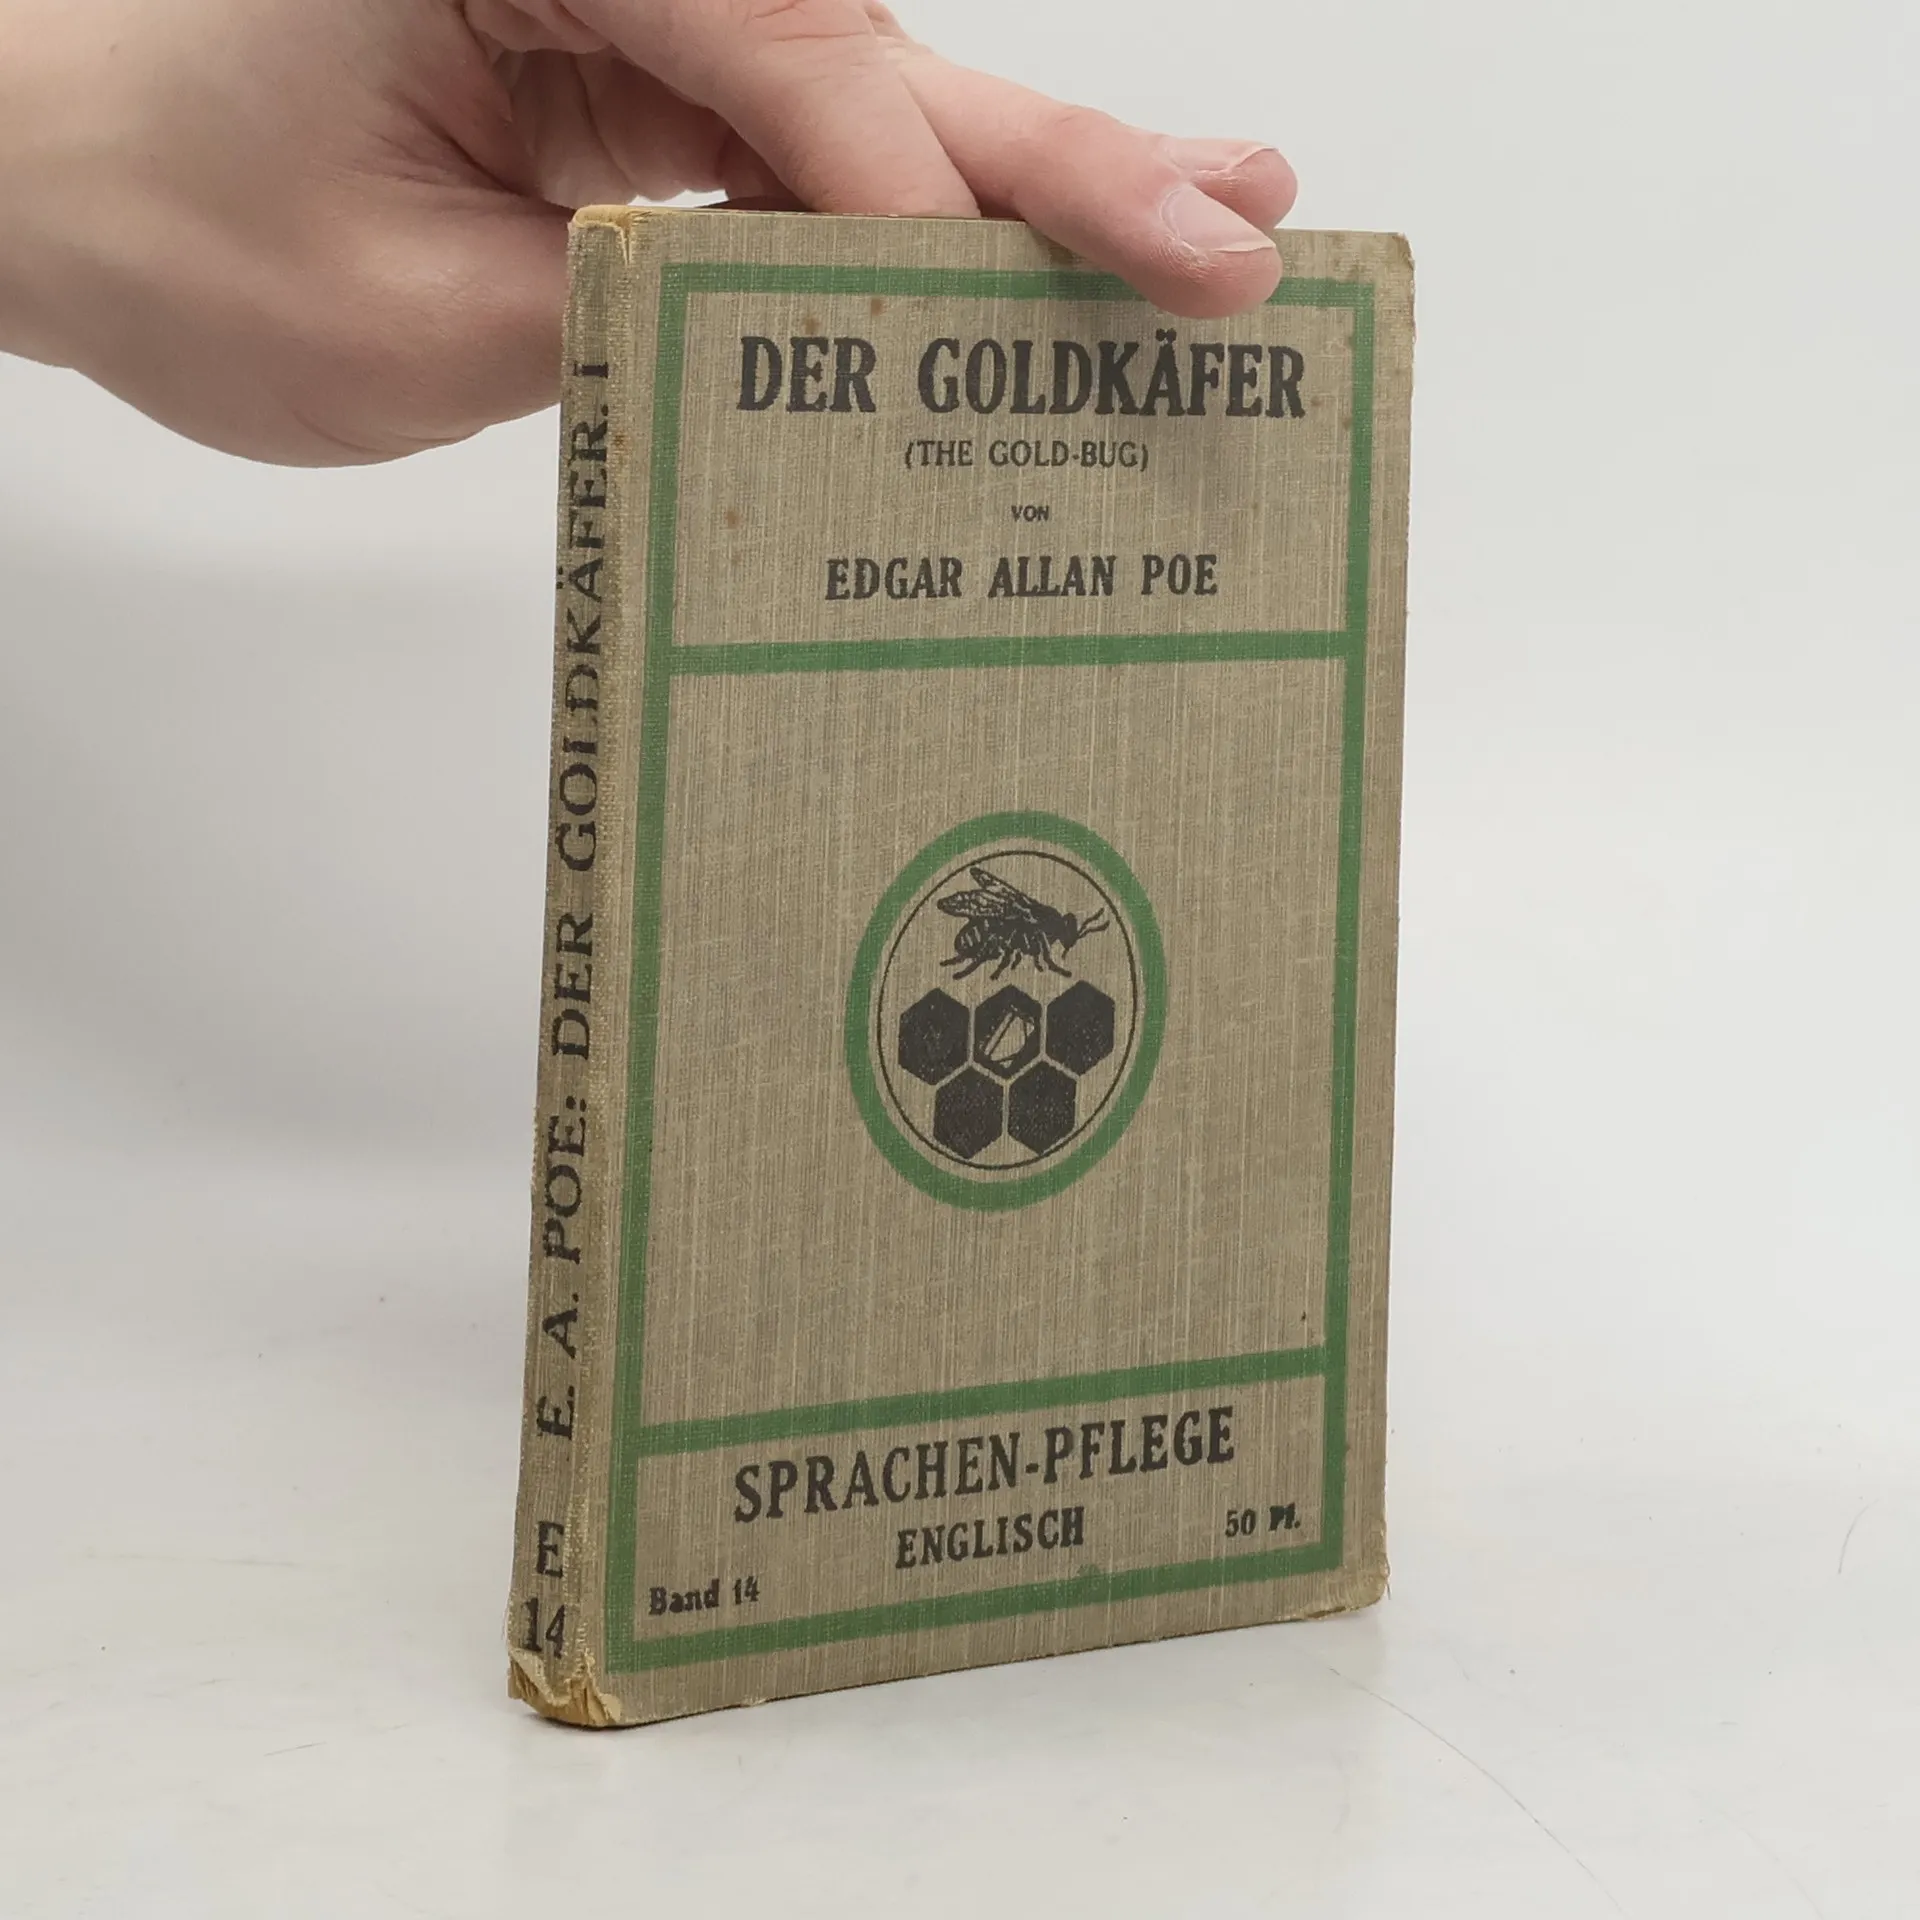 DER GOLDKÄFER
(THE GOLD-BUG)
VON
EDGAR ALLAN POE
SPRACHEN-PFLEGE
ENGLISCH
50 Pf.
Band 14
E. A. POE: DER GOLDKÄFER. I
E
14